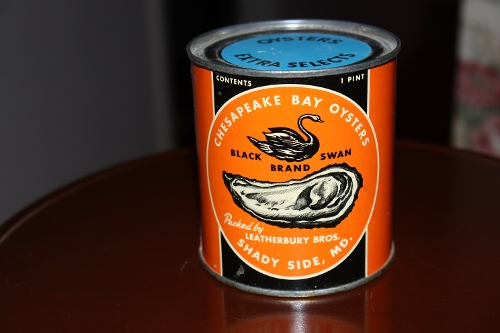 OYSTERS
EXTRA SELECTS
CONTENTS 1 PINT
CHESAPEAKE BAY OYSTERS
BLACK SWAN
BRAND
Packed by
LEATHERBURY BROS.
SHADY SIDE, MD.